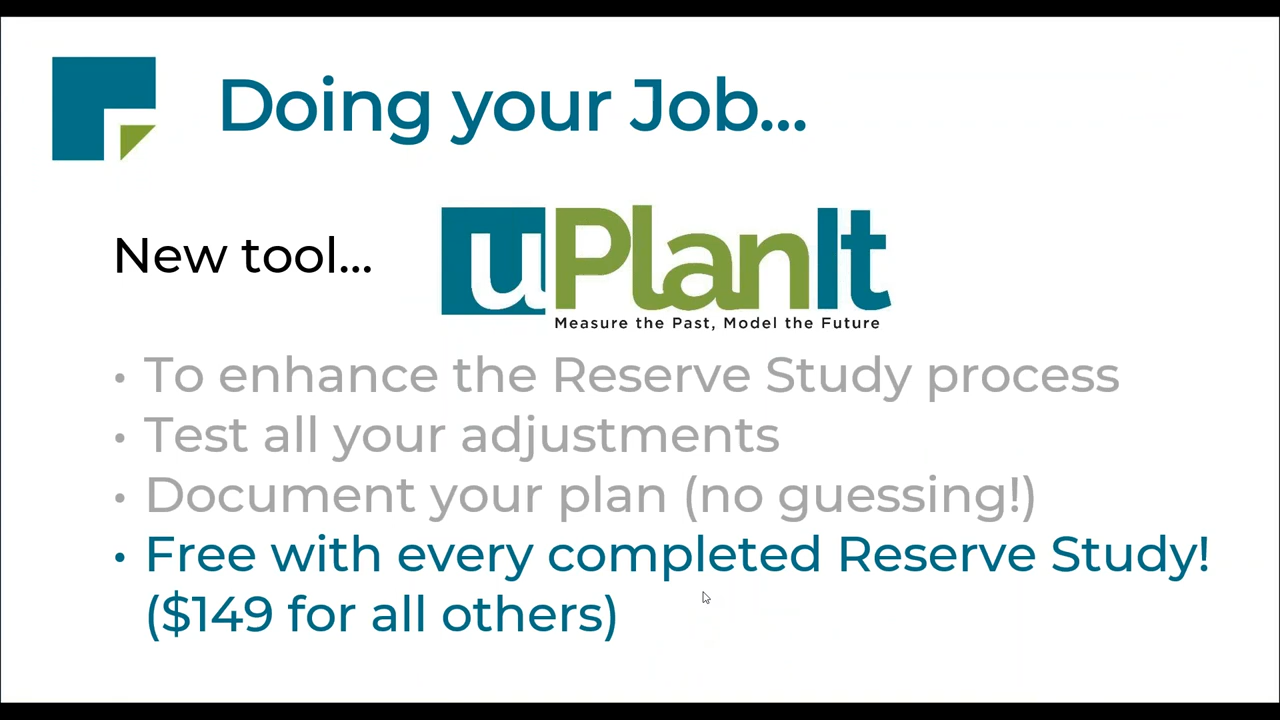 Doing your Job...
New tool...
uPlanIt
Measure the Past, Model the Future
• To enhance the Reserve Study process
• Test all your adjustments
• Document your plan (no guessing!)
• Free with every completed Reserve Study!
($149 for all others)